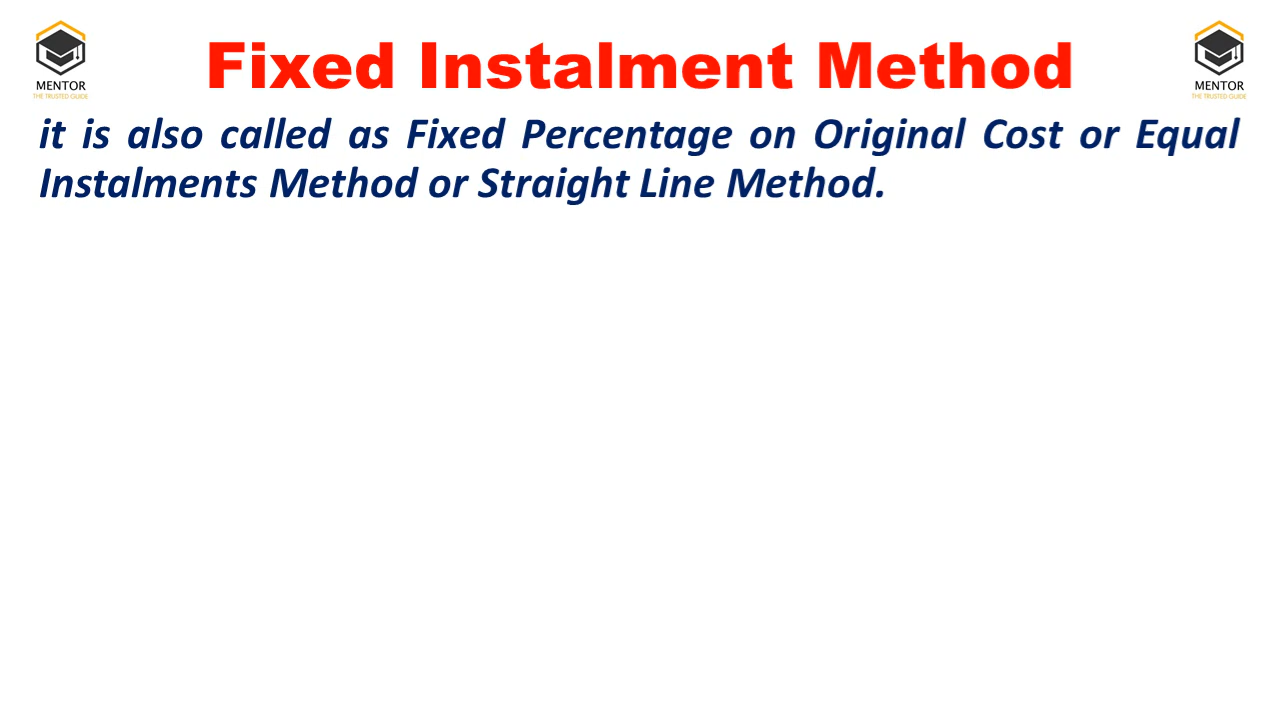 MENTOR
THE TRUSTED GUIDE
Fixed Instalment Method
MENTOR
THE TRUSTED GUIDE
it is also called as Fixed Percentage on Original Cost or Equal
Instalments Method or Straight Line Method.